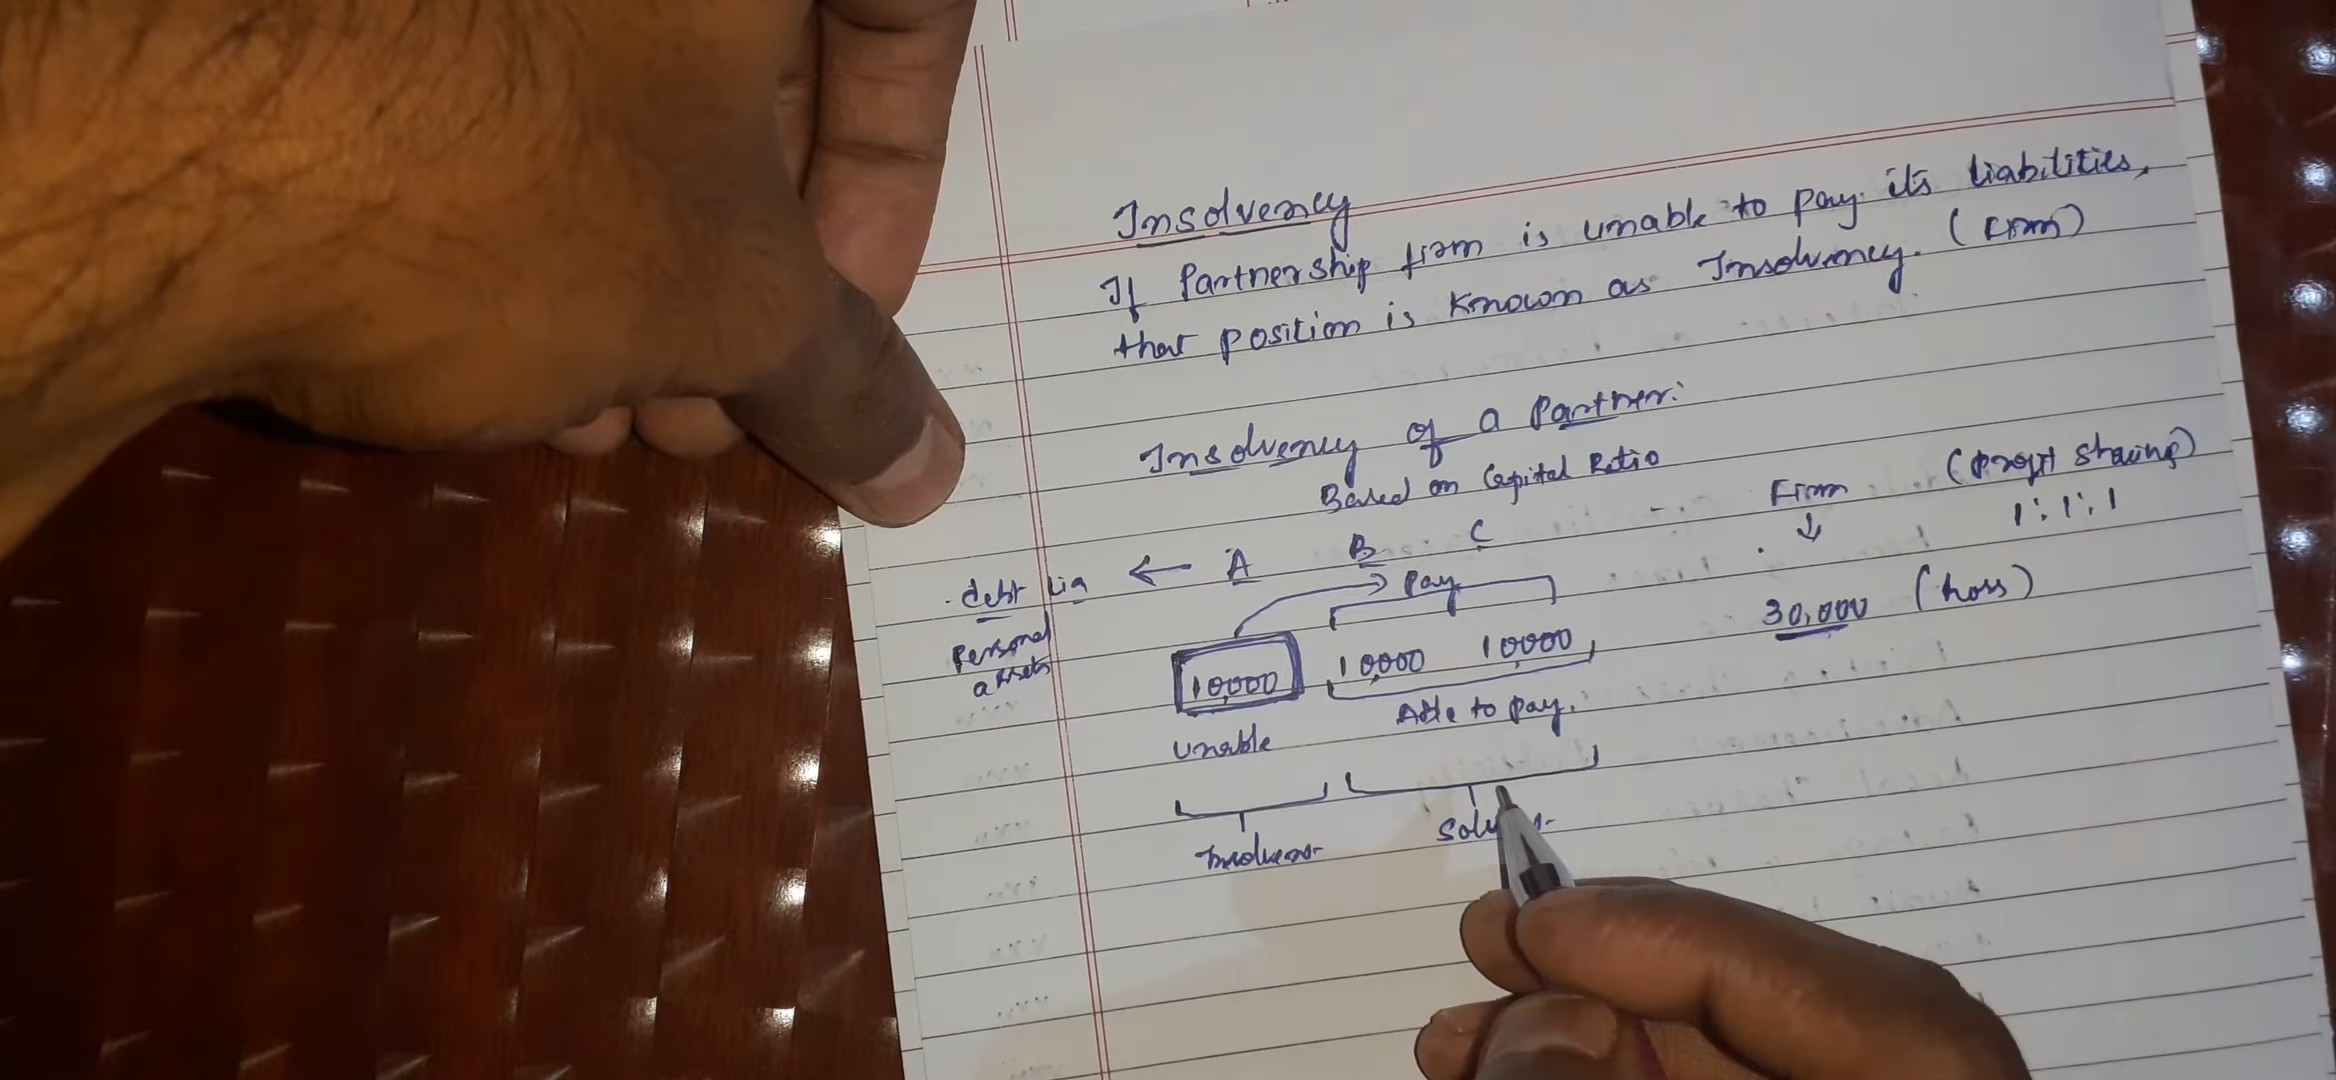 Insolvency
If Partnership firm is unable to pay its liabilities,
that position is known as Insolvency. (Firm)
Insolvency of a Partner:
Based on Capital Ratio
(Profit Sharing)
debt lia ← A B C Firm 1:1:1
↓
Personal
assets
pay
10,000 10,000 10,000 30,000 (Loss)
unable Able to pay.
Insolvent